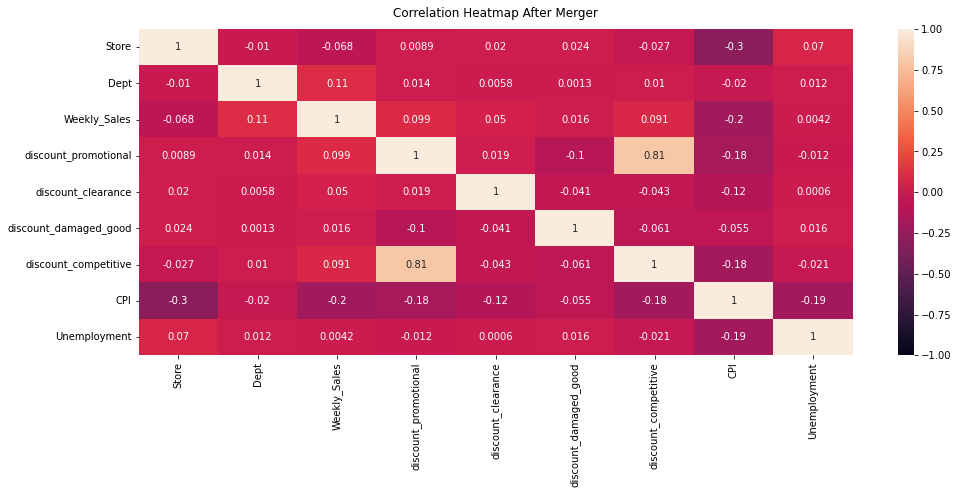 Correlation Heatmap After Merger
Store 1 -0.01 -0.068 0.0089 0.02 0.024 -0.027 -0.3 0.07
Dept -0.01 1 0.11 0.014 0.0058 0.0013 0.01 -0.02 0.012
Weekly_Sales -0.068 0.11 1 0.099 0.05 0.016 0.091 -0.2 0.0042
discount_promotional 0.0089 0.014 0.099 1 0.019 -0.1 0.81 -0.18 -0.012
discount_clearance 0.02 0.0058 0.05 0.019 1 -0.041 -0.043 -0.12 0.0006
discount_damaged_good 0.024 0.0013 0.016 -0.1 -0.041 1 -0.061 -0.055 0.016
discount_competitive -0.027 0.01 0.091 0.81 -0.043 -0.061 1 -0.18 -0.021
CPI -0.3 -0.02 -0.2 -0.18 -0.12 -0.055 -0.18 1 -0.19
Unemployment 0.07 0.012 0.0042 -0.012 0.0006 0.016 -0.021 -0.19 1
Store
Dept
Weekly_Sales
discount_promotional
discount_clearance
discount_damaged_good
discount_competitive
CPI
Unemployment
1.00
0.75
0.50
0.25
0.00
−0.25
−0.50
−0.75
−1.00